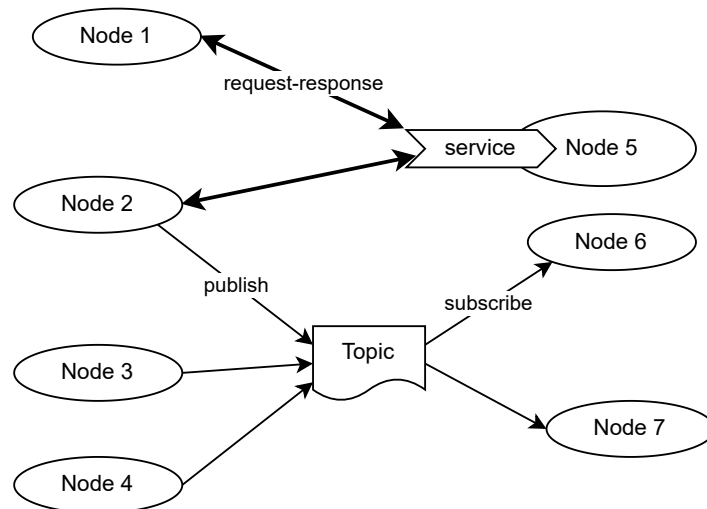 Node 1
request-response
service
Node 5
Node 2
Node 6
publish
subscribe
Topic
Node 3
Node 7
Node 4